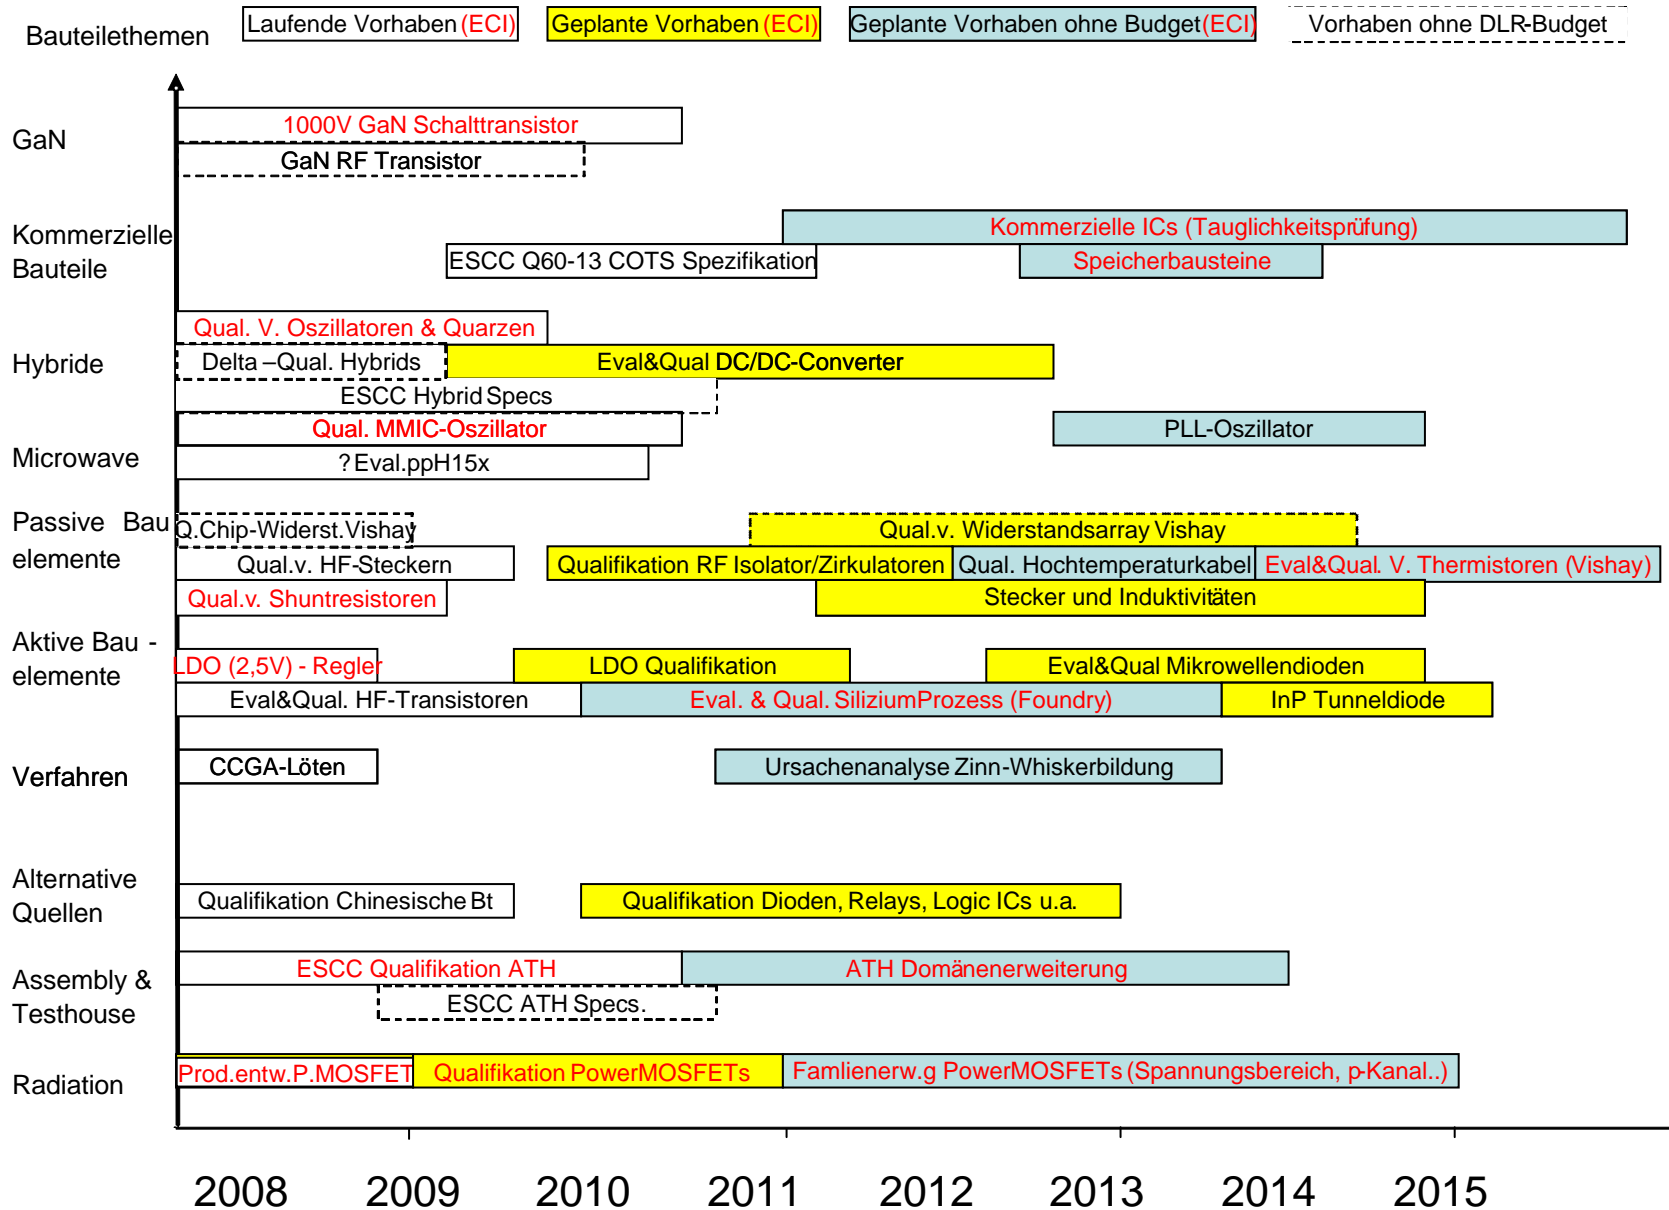 Bauteilethemen
Laufende Vorhaben (ECI)
Geplante Vorhaben (ECI)
Geplante Vorhaben ohne Budget (ECI)
Vorhaben ohne DLR-Budget
GaN
1000V GaN Schalttransistor
GaN RF Transistor
Kommerzielle
Bauteile
Kommerzielle ICs (Tauglichkeitsprüfung)
ESCC Q60-13 COTS Spezifikation
Speicherbausteine
Hybride
Qual. V. Oszillatoren & Quarzen
Delta –Qual. Hybrids
Eval&Qual DC/DC-Converter
ESCC Hybrid Specs
Microwave
Qual. MMIC-Oszillator
PLL-Oszillator
? Eval.ppH15x
Passive Bau
elemente
Q.Chip-Widerst.Vishay
Qual.v. Widerstandsarray Vishay
Qual.v. HF-Steckern
Qualifikation RF Isolator/Zirkulatoren
Qual. Hochtemperaturkabel
Eval&Qual. V. Thermistoren (Vishay)
Qual.v. Shuntresistoren
Stecker und Induktivitäten
Aktive Bau -
elemente
LDO (2,5V) - Regler
LDO Qualifikation
Eval&Qual Mikrowellendioden
Eval&Qual. HF-Transistoren
Eval. & Qual. SiliziumProzess (Foundry)
InP Tunneldiode
Verfahren
CCGA-Löten
Ursachenanalyse Zinn-Whiskerbildung
Alternative
Quellen
Qualifikation Chinesische Bt
Qualifikation Dioden, Relays, Logic ICs u.a.
Assembly &
Testhouse
ESCC Qualifikation ATH
ATH Domänenerweiterung
ESCC ATH Specs.
Radiation
Prod.entw.P.MOSFET
Qualifikation PowerMOSFETs
Famlienerw.g PowerMOSFETs (Spannungsbereich, p-Kanal..)
2008 2009 2010 2011 2012 2013 2014 2015